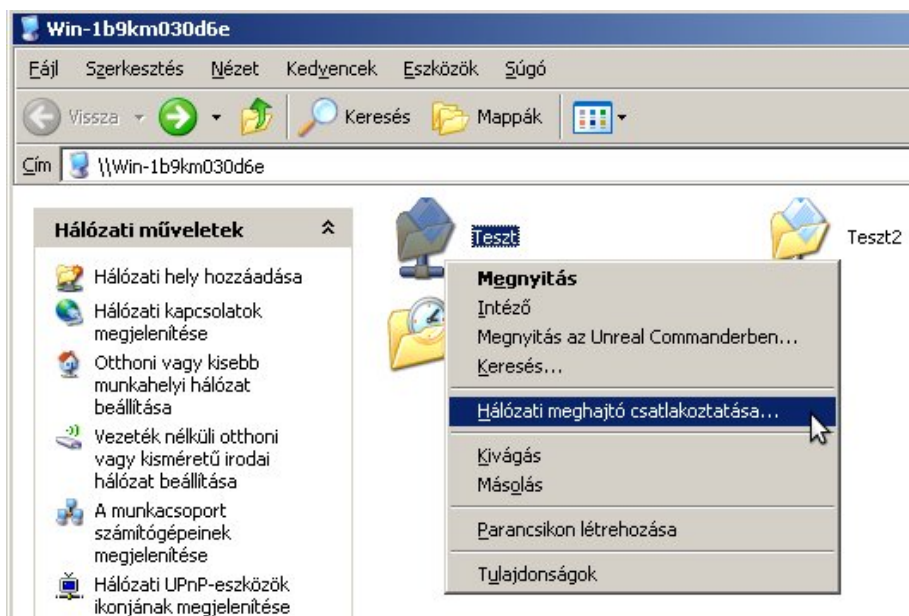 Win-1b9km030d6e
Fájl Szerkesztés Nézet Kedvencek Eszközök Súgó
Vissza Keresés Mappák
Cím \\Win-1b9km030d6e
Hálózati műveletek
Hálózati hely hozzáadása
Hálózati kapcsolatok
megjelenítése
Otthoni vagy kisebb
munkahelyi hálózat
beállítása
Vezeték nélküli otthoni
vagy kisméretű irodai
hálózat beállítása
A munkacsoport
számítógépeinek
megjelenítése
Hálózati UPnP-eszközök
ikonjának megjelenítése
Teszt
Teszt2
Megnyitás
Intéző
Megnyitás az Unreal Commanderben...
Keresés...
Hálózati meghajtó csatlakoztatása...
Kivágás
Másolás
Parancsikon létrehozása
Tulajdonságok